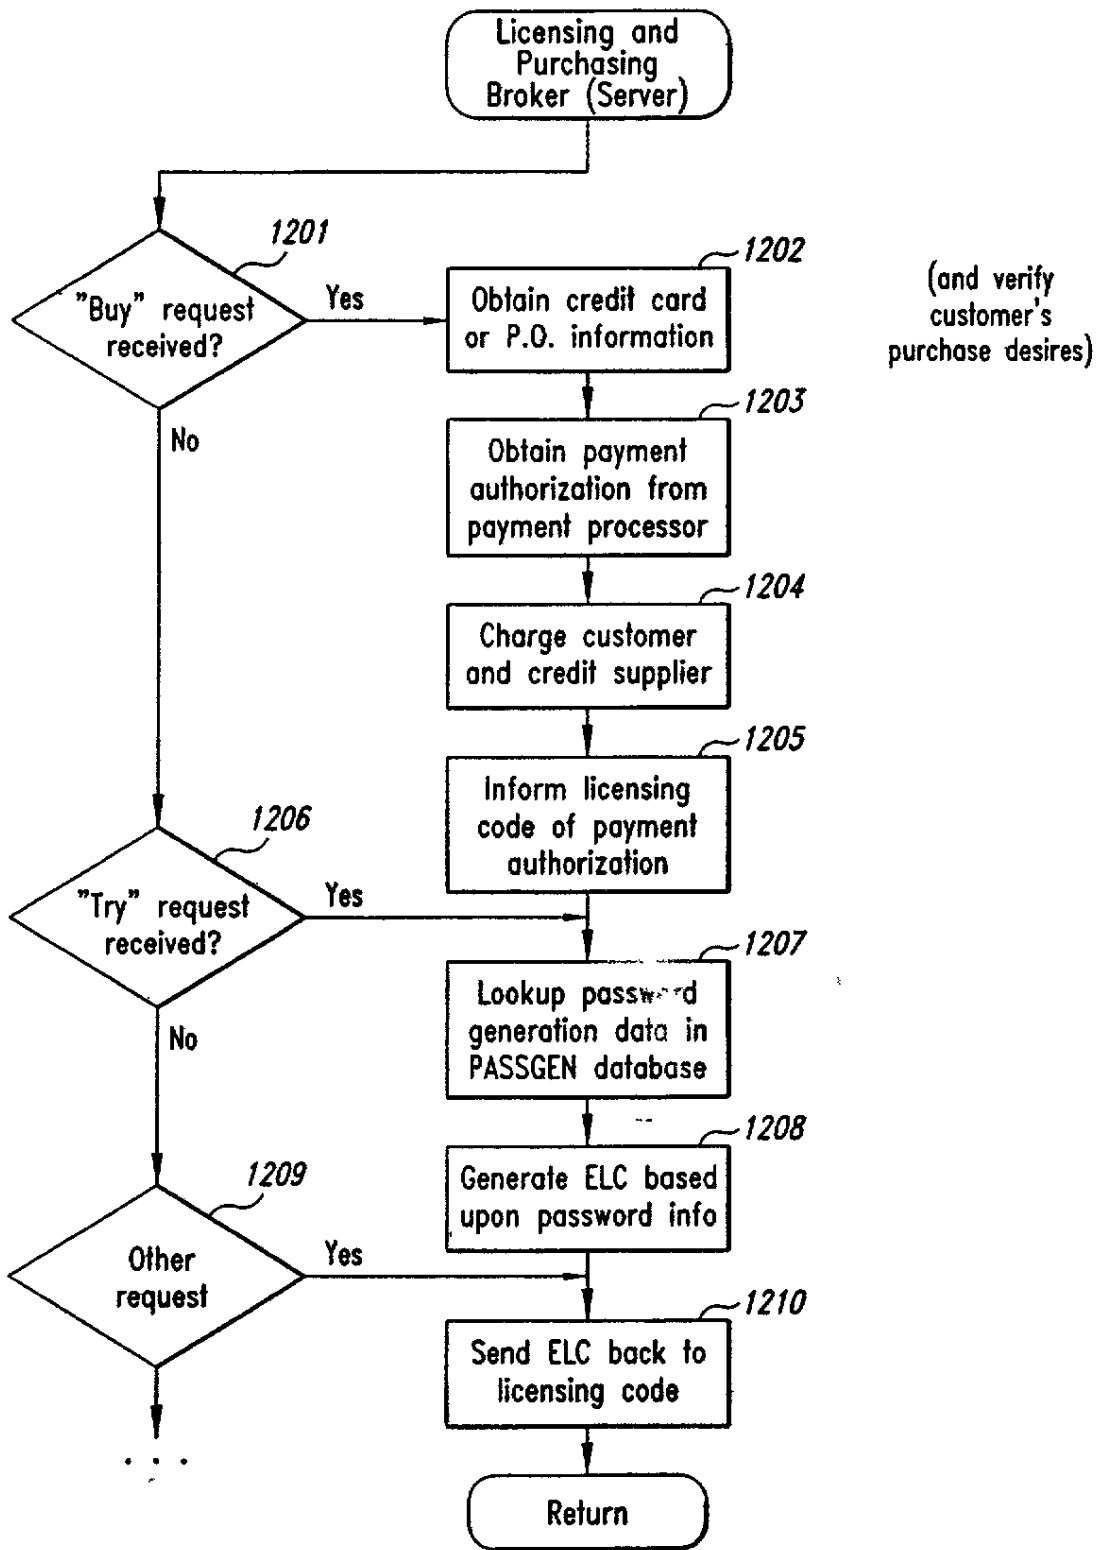 Licensing and
Purchasing
Broker (Server)
1201
"Buy" request
received?
Yes
No
1202
Obtain credit card
or P.O. information
(and verify
customer's
purchase desires)
1203
Obtain payment
authorization from
payment processor
1204
Charge customer
and credit supplier
1205
Inform licensing
code of payment
authorization
1206
"Try" request
received?
Yes
No
1207
Lookup password
generation data in
PASSGEN database
1208
Generate ELC based
upon password info
1209
Other
request
Yes
. . .
1210
Send ELC back to
licensing code
Return